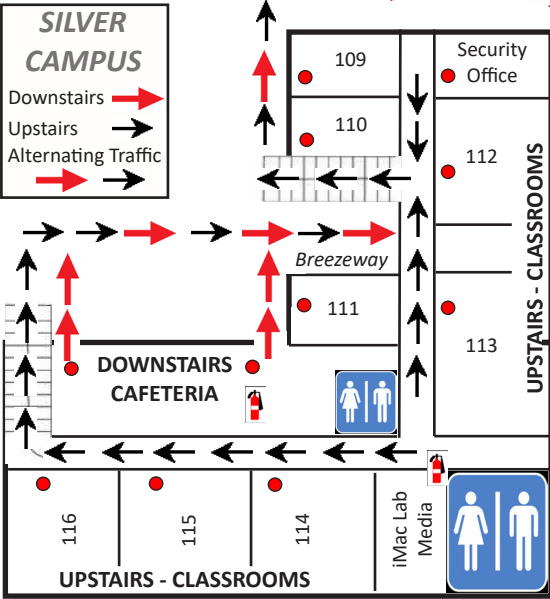 SILVER
CAMPUS
Downstairs
Upstairs
Alternating Traffic
109
110
Security
Office
112
UPSTAIRS - CLASSROOMS
Breezeway
111
113
DOWNSTAIRS
CAFETERIA
116
115
114
iMac Lab
Media
UPSTAIRS - CLASSROOMS